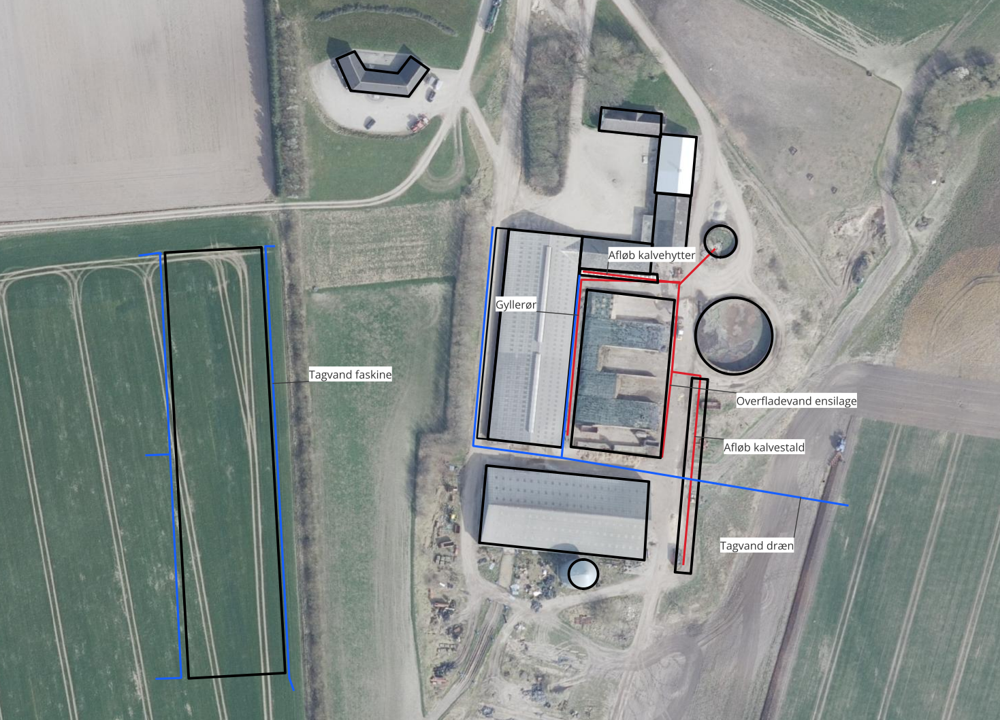 Afløb kalvehytter
Gyllerør
Tagvand faskine
Overfladevand ensilage
Afløb kalvestald
Tagvand dræn